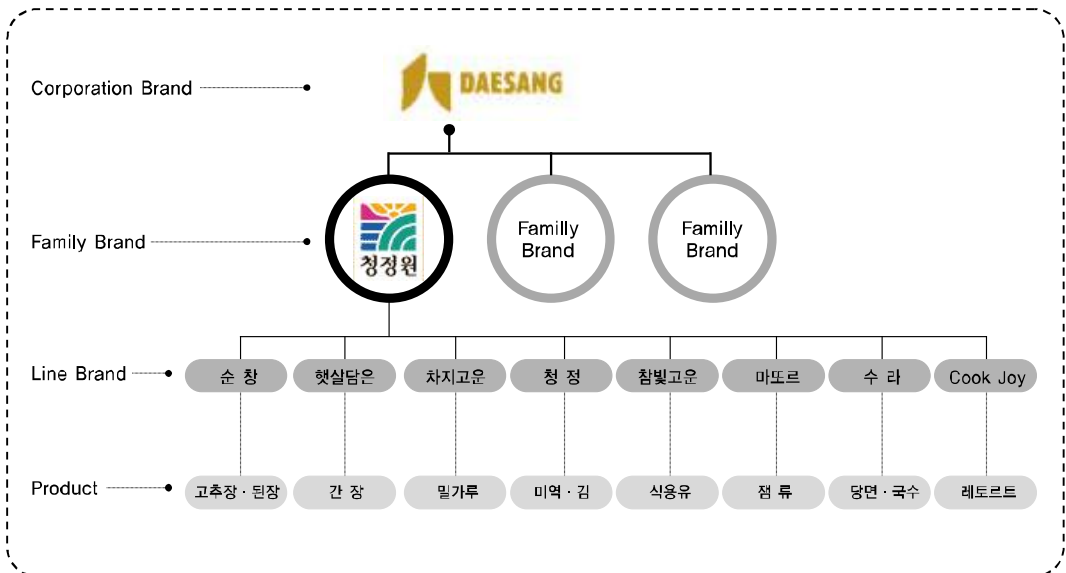 Corporation Brand
DAESANG
Family Brand
청정원
Familly
Brand
Familly
Brand
Line Brand
순 창
햇살담은
차지고운
청 정
참빛고운
마또르
수 라
Cook Joy
Product
고추장 · 된장
간 장
밀가루
미역 · 김
식용유
잼 류
당면 · 국수
레토르트